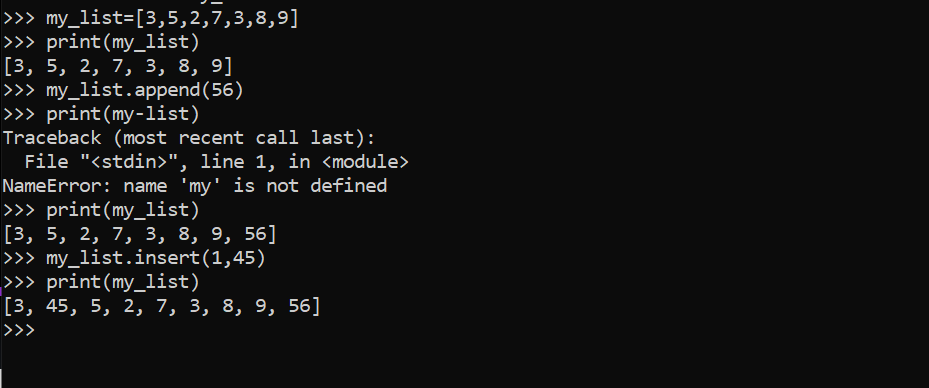 >>> my_list=[3,5,2,7,3,8,9]
>>> print(my_list)
[3, 5, 2, 7, 3, 8, 9]
>>> my_list.append(56)
>>> print(my-list)
Traceback (most recent call last):
  File "<stdin>", line 1, in <module>
NameError: name 'my' is not defined
>>> print(my_list)
[3, 5, 2, 7, 3, 8, 9, 56]
>>> my_list.insert(1,45)
>>> print(my_list)
[3, 45, 5, 2, 7, 3, 8, 9, 56]
>>>